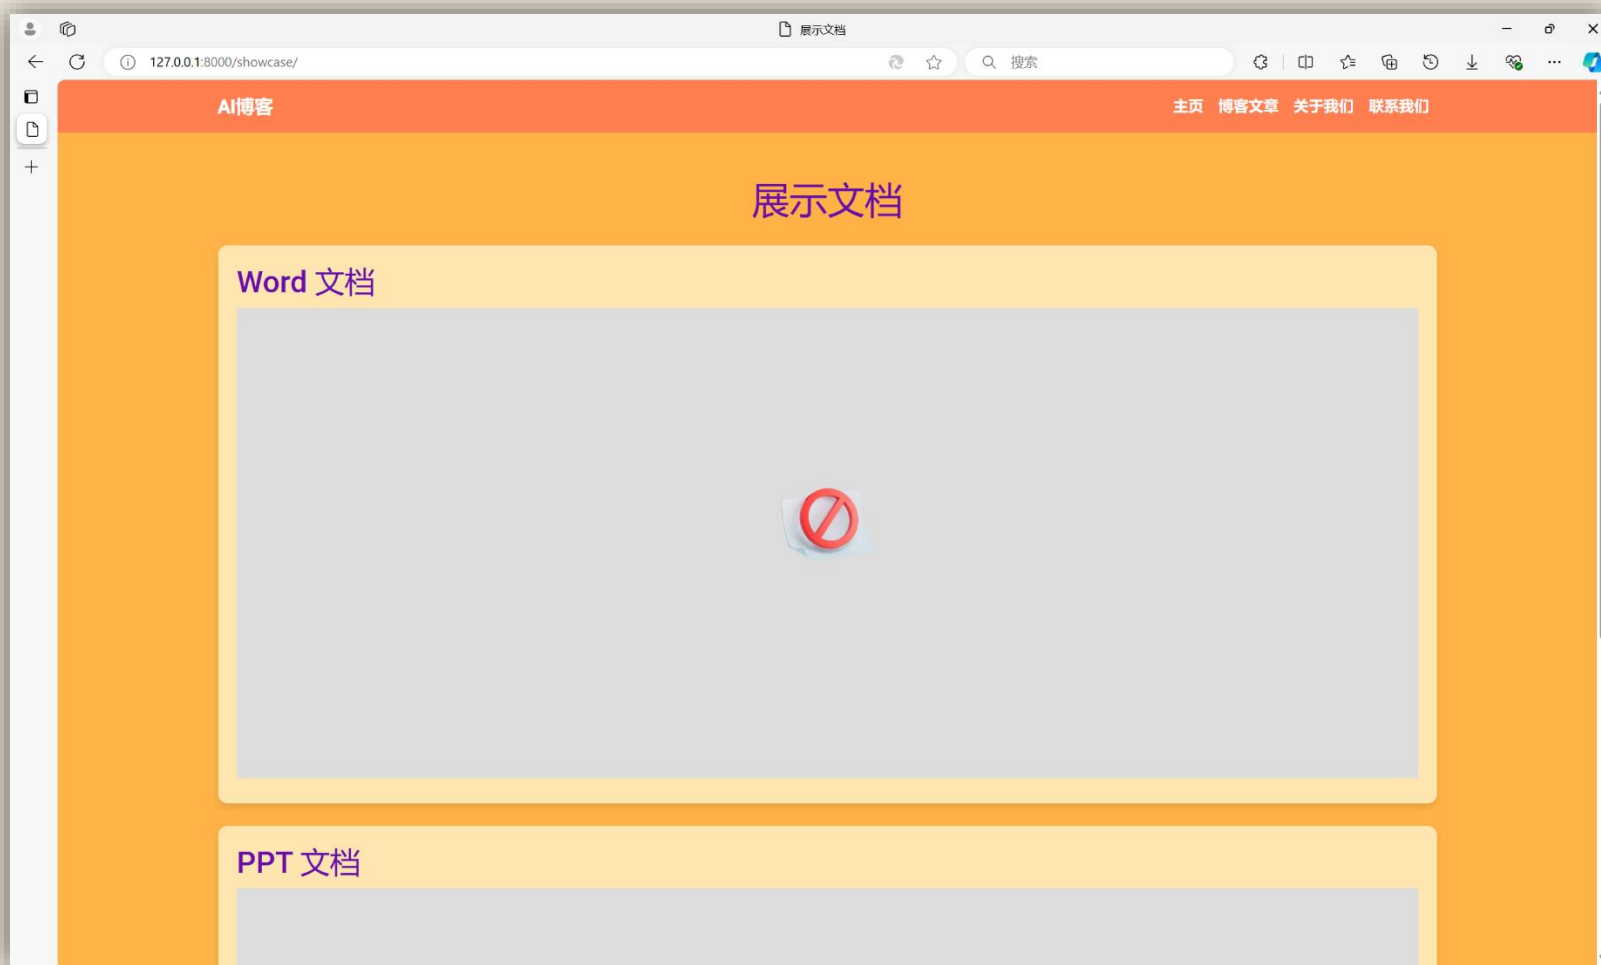 展示文档
127.0.0.1:8000/showcase/
搜索
AI博客
主页 博客文章 关于我们 联系我们
展示文档
Word 文档
PPT 文档